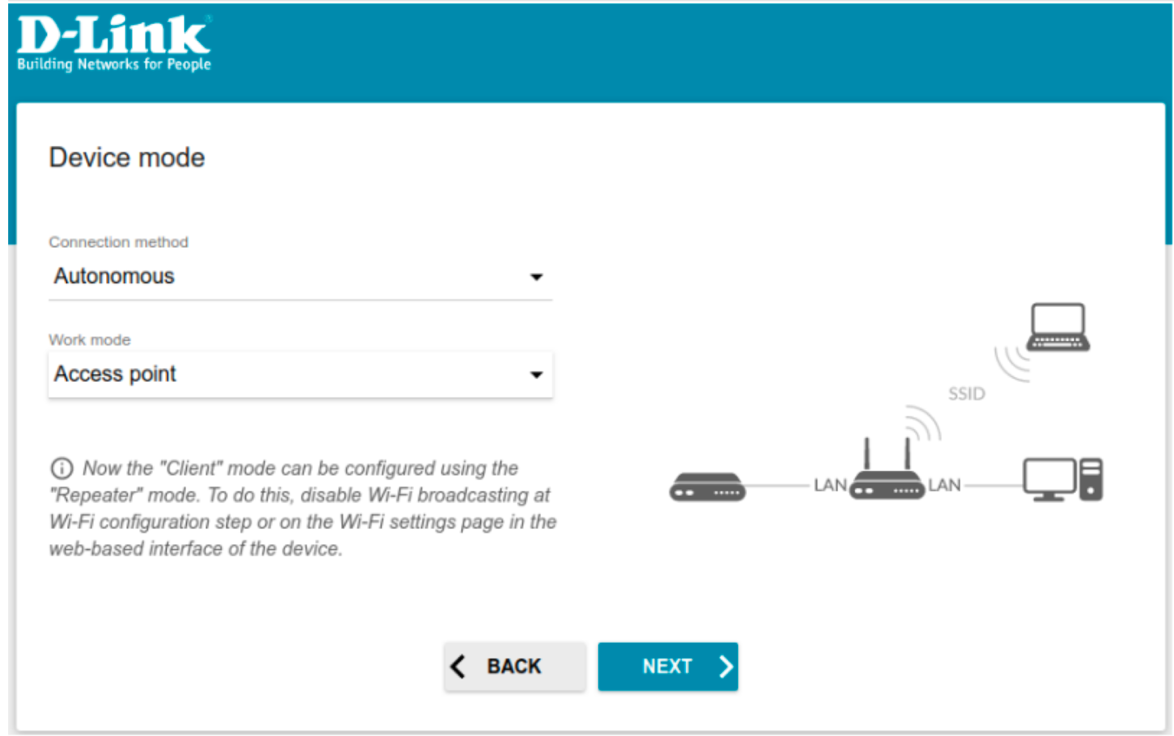 D-Link
Building Networks for People
Device mode
Connection method
Autonomous
Work mode
Access point
Now the "Client" mode can be configured using the
"Repeater" mode. To do this, disable Wi-Fi broadcasting at
Wi-Fi configuration step or on the Wi-Fi settings page in the
web-based interface of the device.
SSID
LAN LAN
BACK NEXT